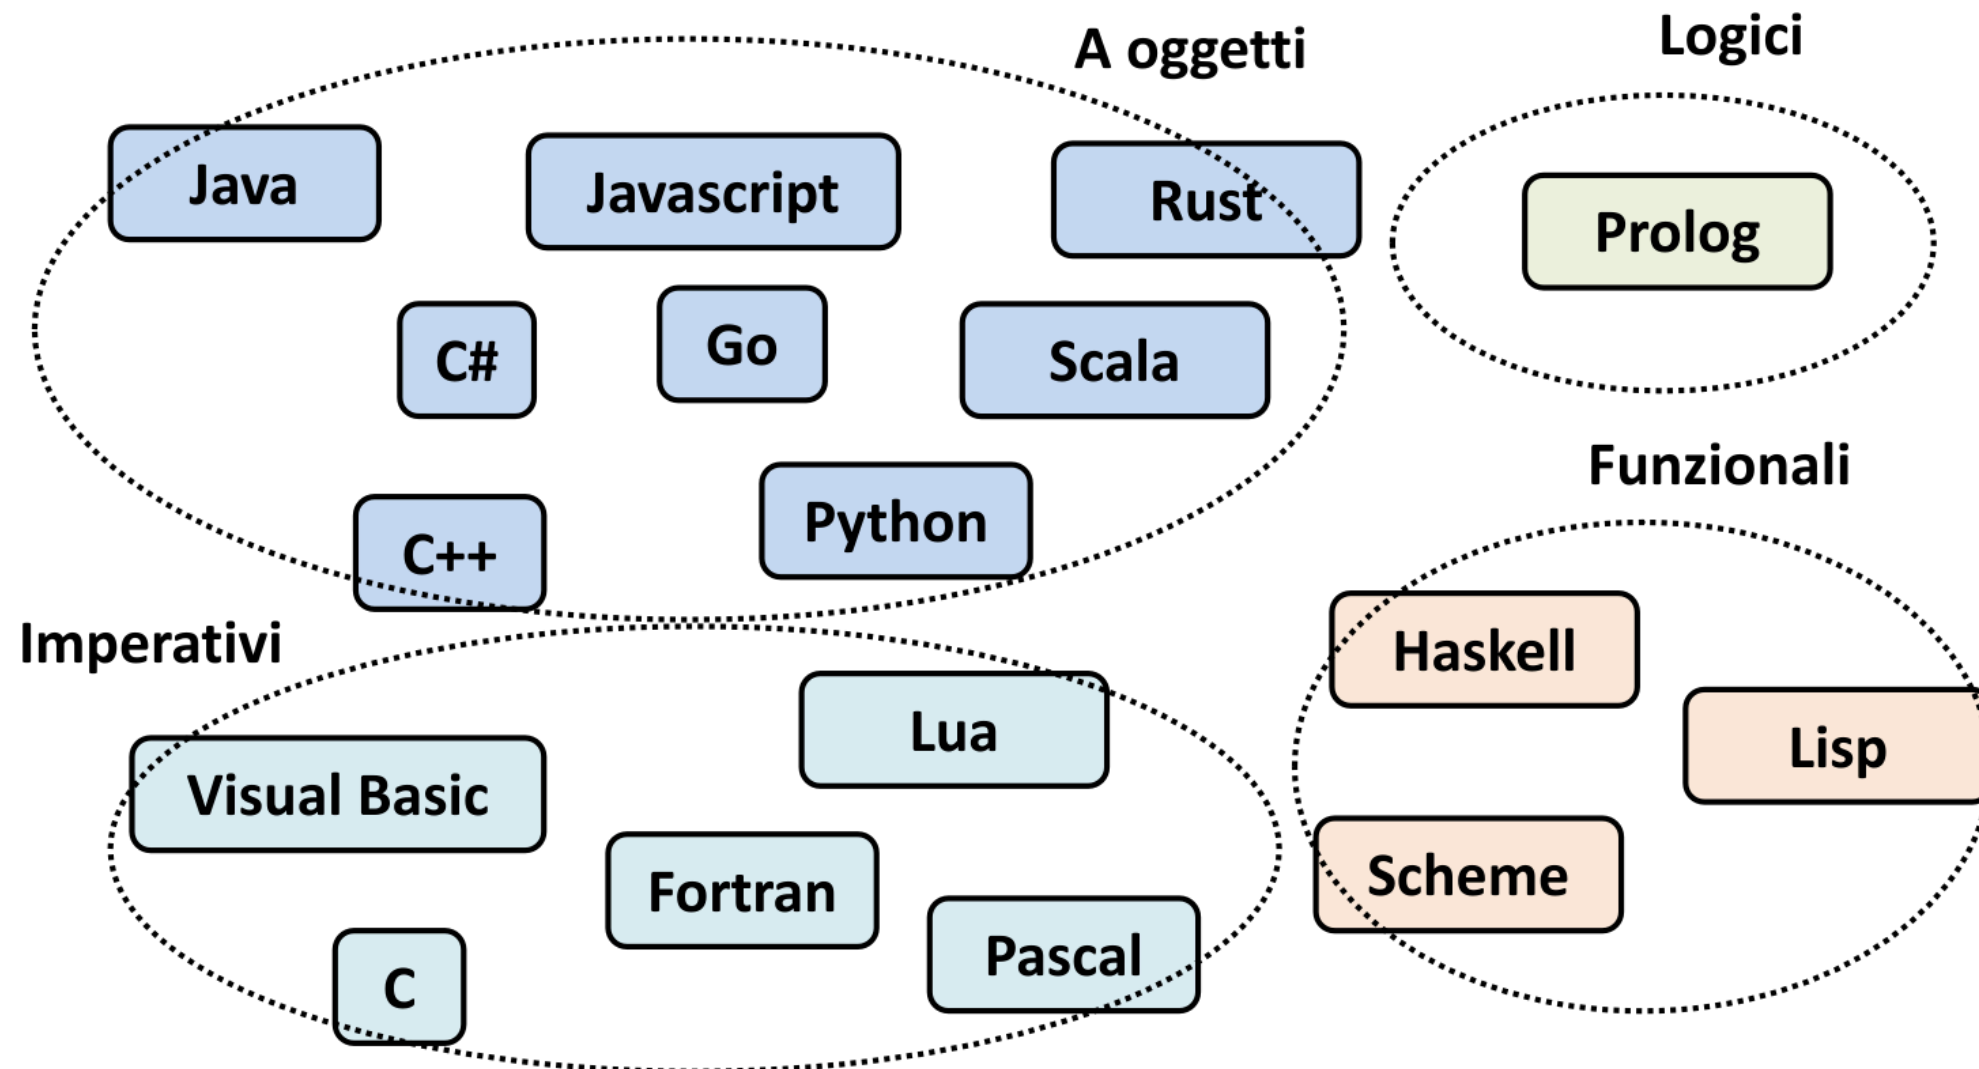 A oggetti
Java
Javascript
Rust
C#
Go
Scala
C++
Python
Logici
Prolog
Imperativi
Lua
Visual Basic
Fortran
Pascal
C
Funzionali
Haskell
Lisp
Scheme